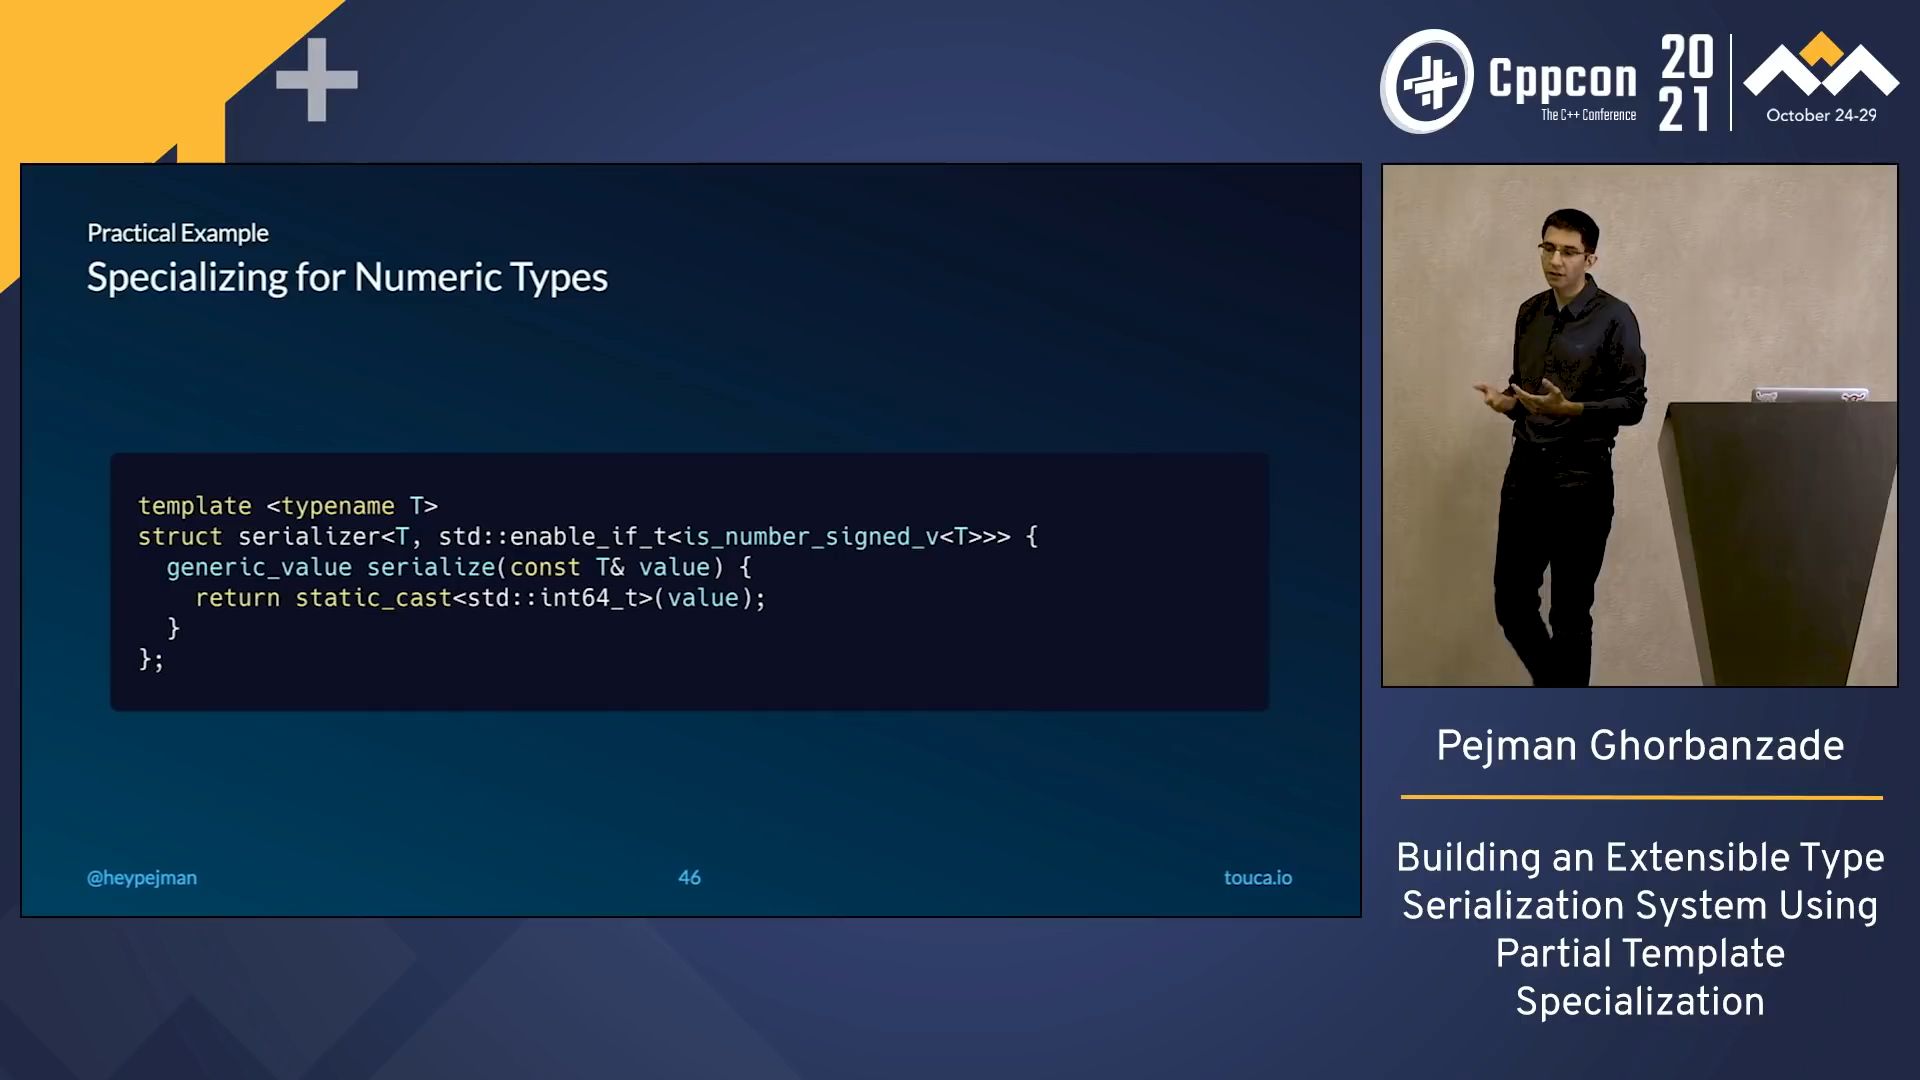 Cppcon
The C++ Conference
20
21
October 24-29
Practical Example
Specializing for Numeric Types
template <typename T>
struct serializer<T, std::enable_if_t<is_number_signed_v<T>>> {
  generic_value serialize(const T& value) {
    return static_cast<std::int64_t>(value);
  }
};
@heypejman
46
touca.io
Pejman Ghorbanzade
Building an Extensible Type
Serialization System Using
Partial Template
Specialization